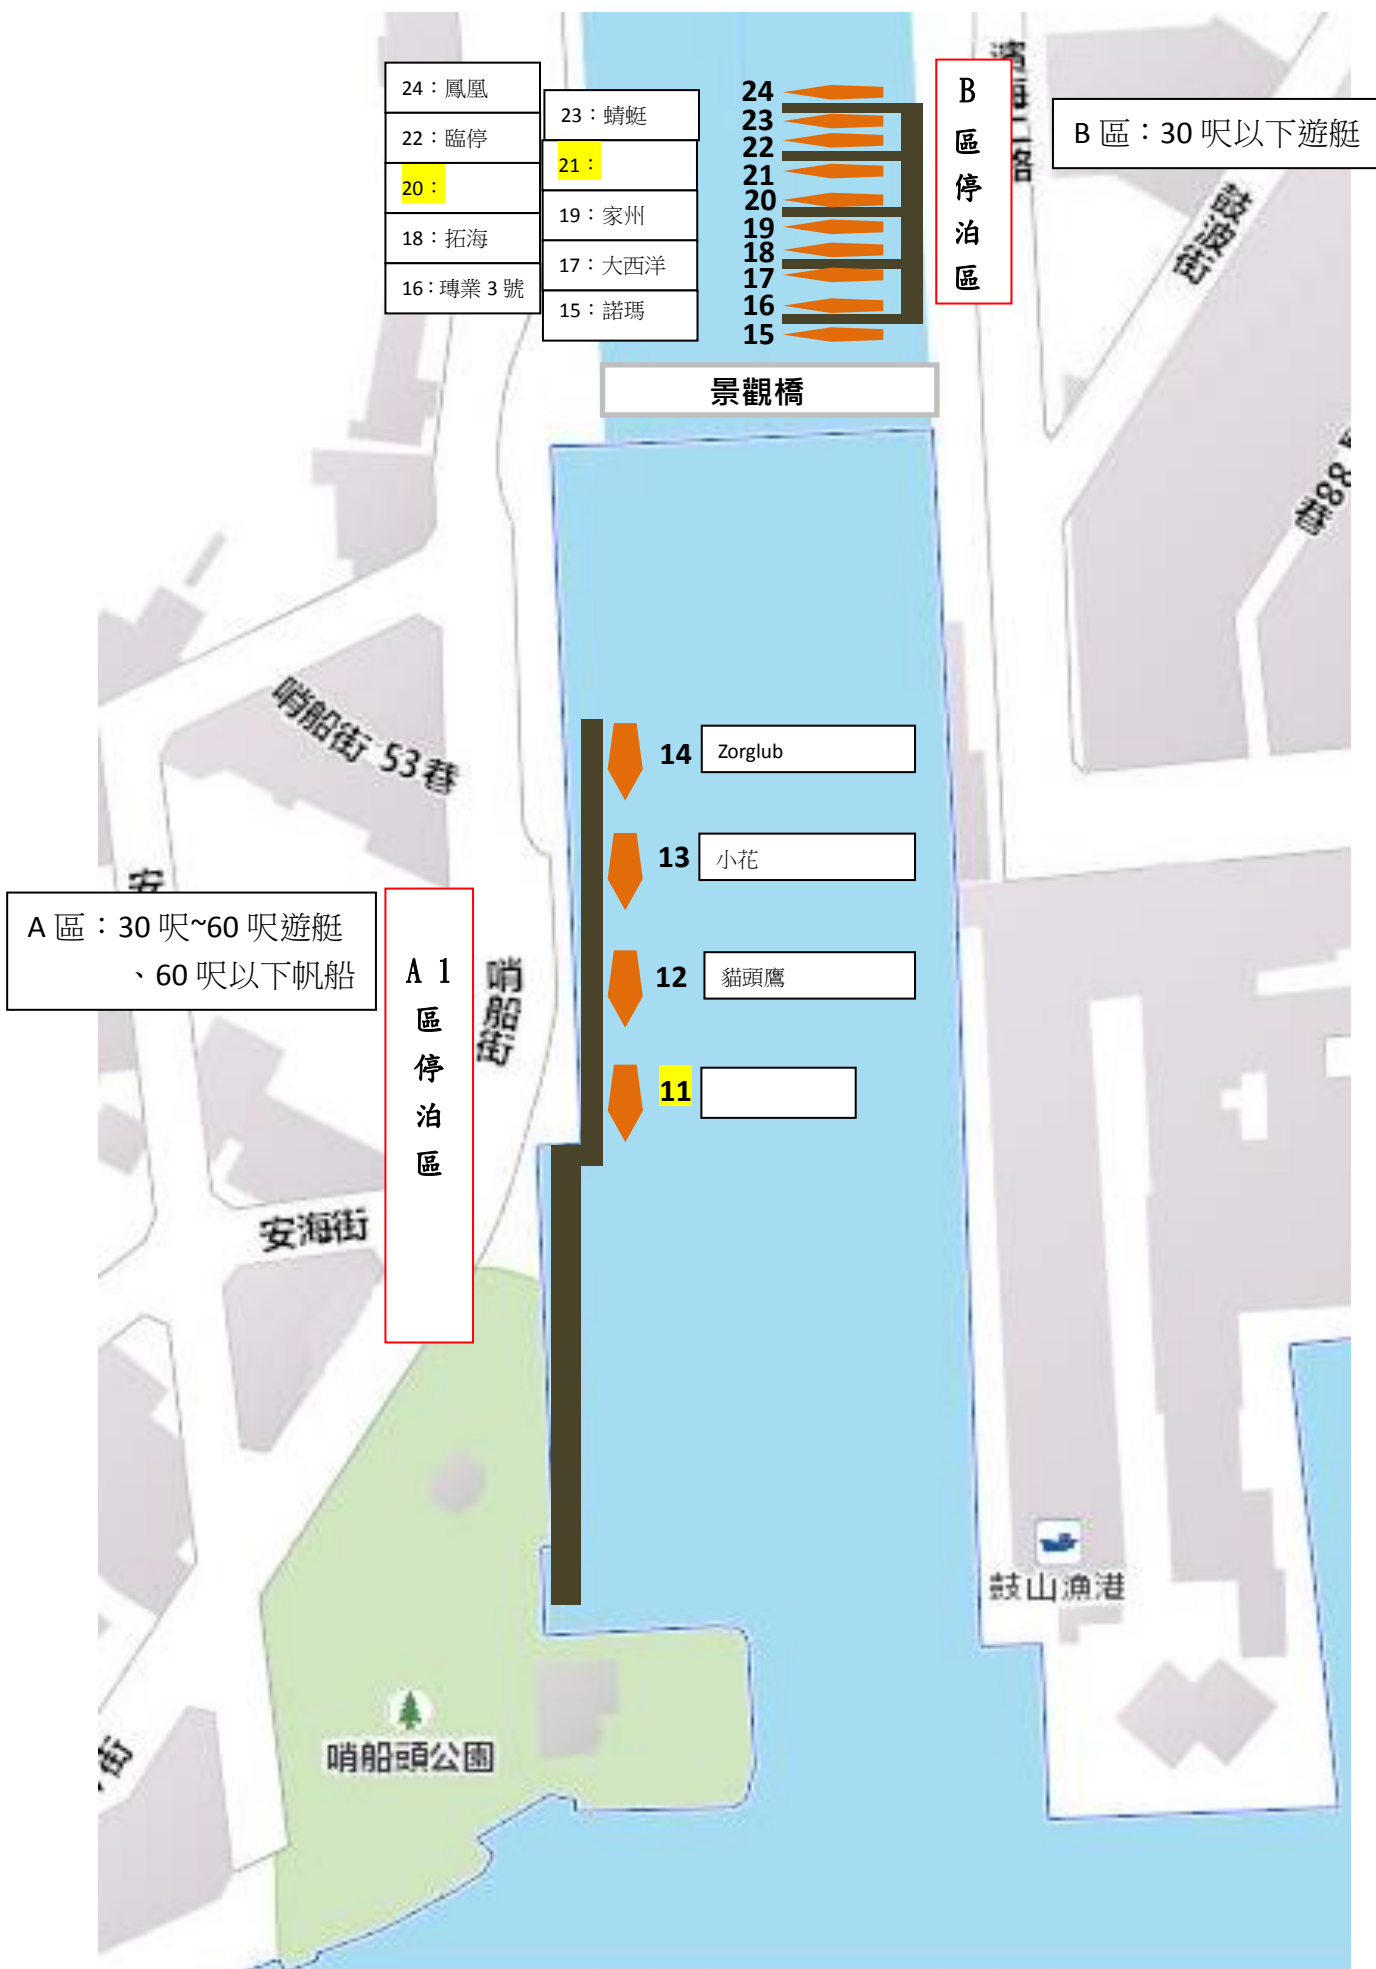 24：鳳凰
22：臨停
20：
18：拓海
16：瑼業 3 號
23：蜻蜓
21：
19：家州
17：大西洋
15：諾瑪
24
23
22
21
20
19
18
17
16
15
B
區
停
泊
區
B 區：30 呎以下遊艇
鼓波街
景觀橋
巷88
哨船街 53巷
14 Zorglub
13 小花
12 貓頭鷹
11
安
A 區：30 呎~60 呎遊艇
、60 呎以下帆船
A 1
區
停
泊
區
哨船街
安海街
鼓山漁港
哨船頭公園
街